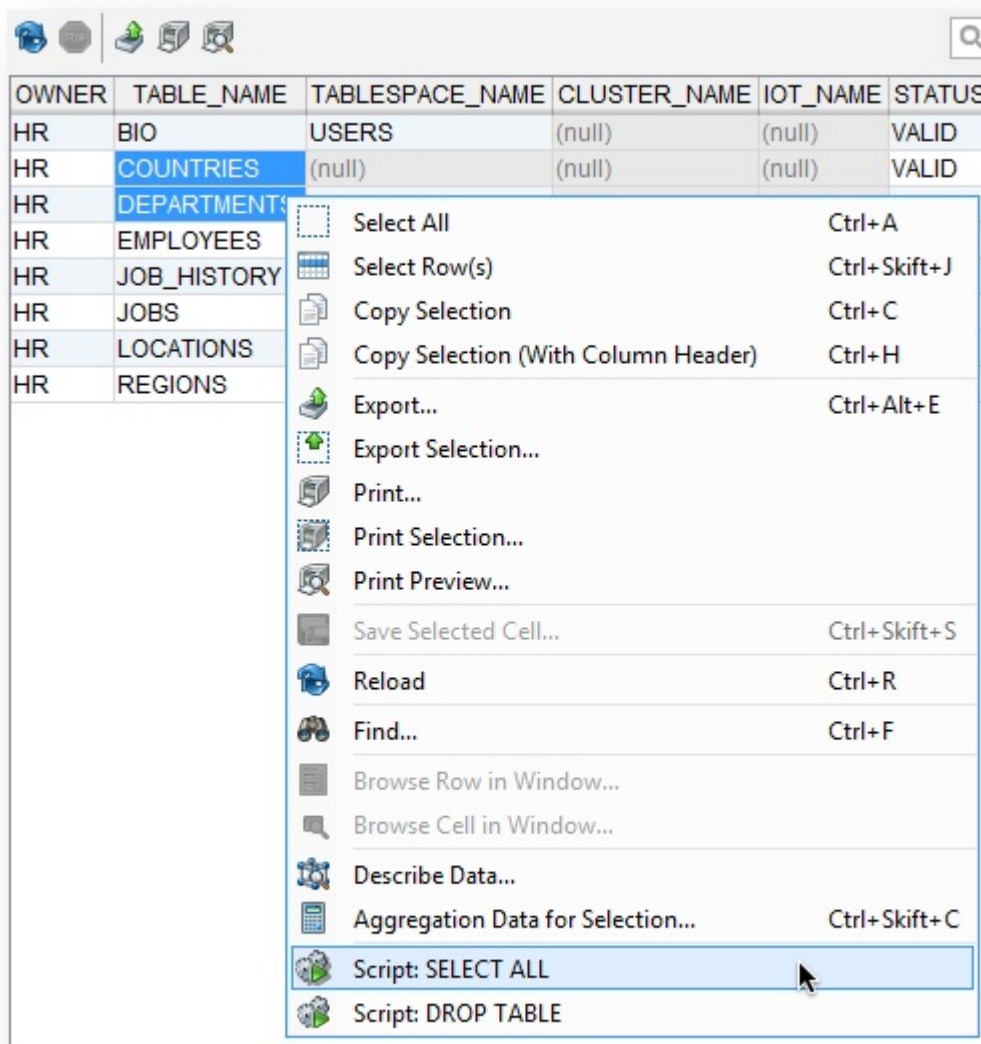 STOP
OWNER TABLE_NAME TABLESPACE_NAME CLUSTER_NAME IOT_NAME STATUS
HR BIO USERS (null) (null) VALID
HR COUNTRIES (null) (null) (null) VALID
HR DEPARTMENTS
HR EMPLOYEES
HR JOB_HISTORY
HR JOBS
HR LOCATIONS
HR REGIONS
Select All Ctrl+A
Select Row(s) Ctrl+Skift+J
Copy Selection Ctrl+C
Copy Selection (With Column Header) Ctrl+H
Export... Ctrl+Alt+E
Export Selection...
Print...
Print Selection...
Print Preview...
Save Selected Cell... Ctrl+Skift+S
Reload Ctrl+R
Find... Ctrl+F
Browse Row in Window...
Browse Cell in Window...
Describe Data...
Aggregation Data for Selection... Ctrl+Skift+C
Script: SELECT ALL
Script: DROP TABLE